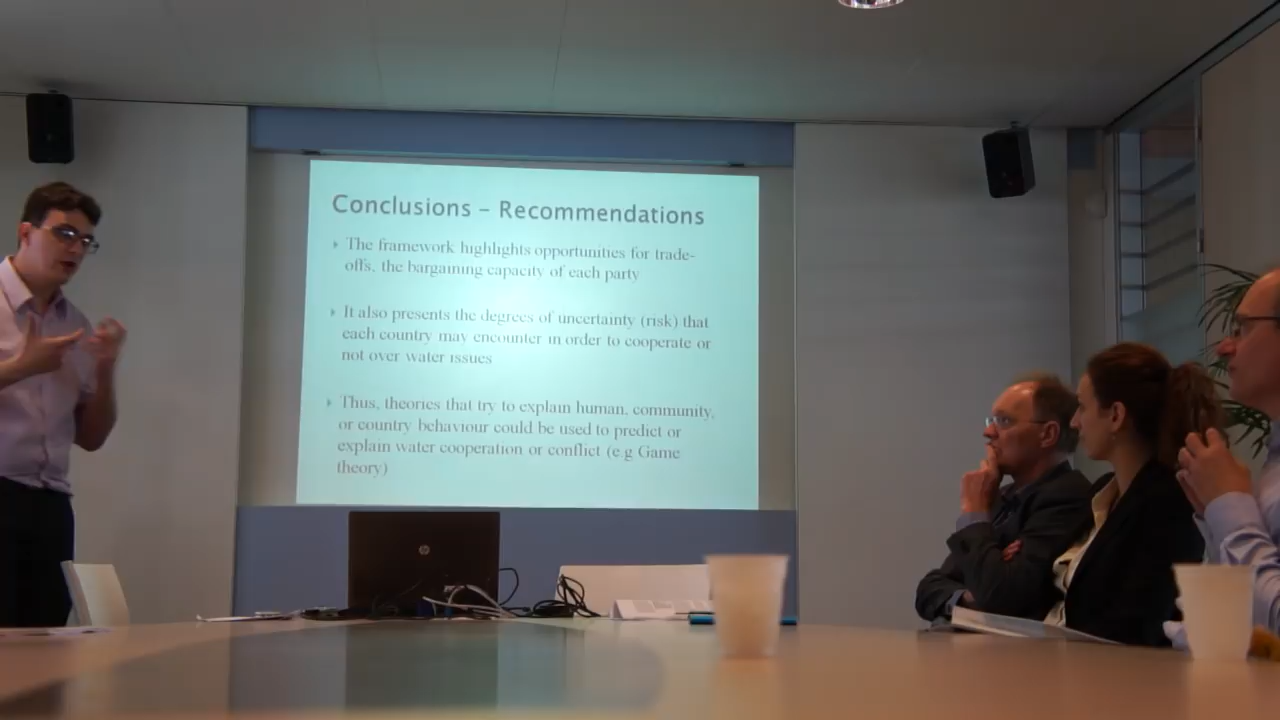 Conclusions – Recommendations
The framework highlights opportunities for trade-
offs, the bargaining capacity of each party
It also presents the degrees of uncertainty (risk) that
each country may encounter in order to cooperate or
not over water issues
Thus, theories that try to explain human, community,
or country behaviour could be used to predict or
explain water cooperation or conflict (e.g Game
theory)
hp